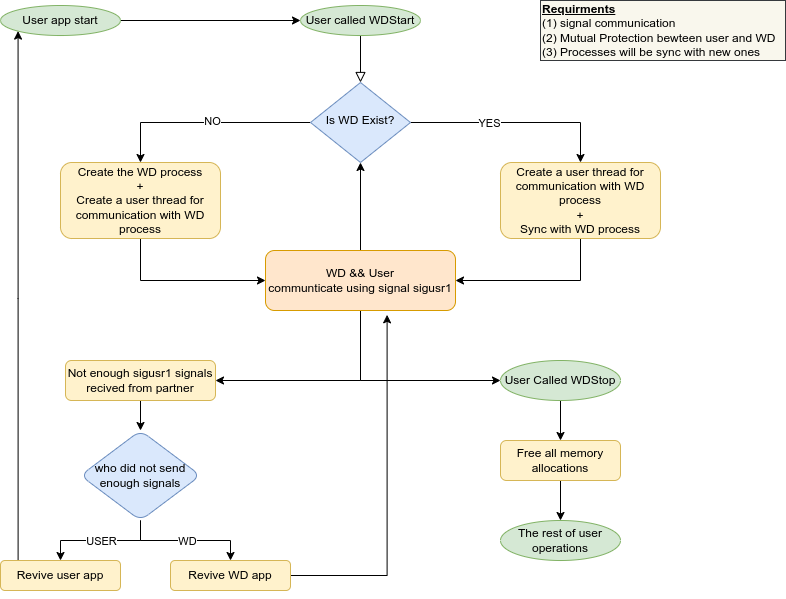 User app start
User called WDStart
Requirments
(1) signal communication
(2) Mutual Protection bewteen user and WD
(3) Processes will be sync with new ones
Is WD Exist?
NO
YES
Create the WD process
+
Create a user thread for
communication with WD
process
Create a user thread for
communication with WD
process
+
Sync with WD process
WD && User
communticate using signal sigusr1
Not enough sigusr1 signals
recived from partner
User Called WDStop
who did not send
enough signals
Free all memory
allocations
USER
WD
The rest of user
operations
Revive user app
Revive WD app